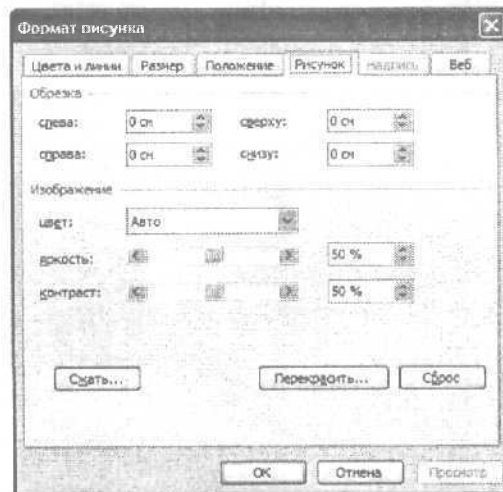 Формат рисунка
Цвета и линии Размер Положение Рисунок Надпись Веб
Обрезка
слева: 0 см сверху: 0 см
справа: 0 см снизу: 0 см
Изображение
цвет: Авто
яркость: 50 %
контраст: 50 %
Сжать... Перекрасить... Сброс
ОК Отмена Просмотр